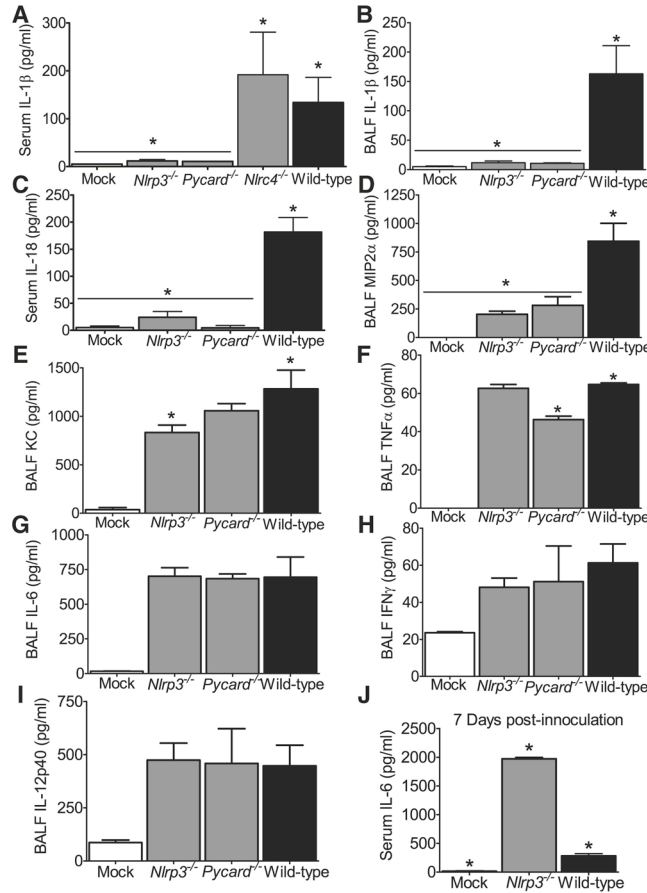 A
Serum IL-1β (pg/ml)
300
200
100
0
*
*
*
Mock
Nlrp3-/-
Pycard-/-
Nlrc4-/-
Wild-type
B
BALF IL-1β (pg/ml)
250
200
150
100
50
0
*
*
Mock
Nlrp3-/-
Pycard-/-
Wild-type
C
Serum IL-18 (pg/ml)
250
200
150
100
50
0
*
*
Mock
Nlrp3-/-
Pycard-/-
Wild-type
D
BALF MIP2α (pg/ml)
1250
1000
750
500
250
0
*
*
Mock
Nlrp3-/-
Pycard-/-
Wild-type
E
BALF KC (pg/ml)
1500
1000
500
0
*
*
Mock
Nlrp3-/-
Pycard-/-
Wild-type
F
BALF TNFα (pg/ml)
80
60
40
20
0
*
*
Mock
Nlrp3-/-
Pycard-/-
Wild-type
G
BALF IL-6 (pg/ml)
1000
750
500
250
0
Mock
Nlrp3-/-
Pycard-/-
Wild-type
H
BALF IFNγ (pg/ml)
80
60
40
20
0
Mock
Nlrp3-/-
Pycard-/-
Wild-type
I
BALF IL-12p40 (pg/ml)
750
500
250
0
Mock
Nlrp3-/-
Pycard-/-
Wild-type
J
7 Days post-innoculation
Serum IL-6 (pg/ml)
2000
1500
1000
500
0
*
*
*
Mock
Nlrp3-/-
Wild-type